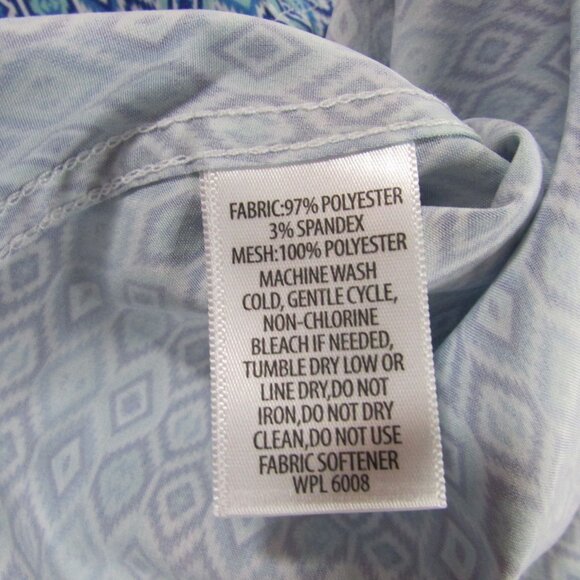 FABRIC:97% POLYESTER
3% SPANDEX
MESH:100% POLYESTER
MACHINE WASH
COLD, GENTLE CYCLE,
NON-CHLORINE
BLEACH IF NEEDED,
TUMBLE DRY LOW OR
LINE DRY,DO NOT
IRON,DO NOT DRY
CLEAN,DO NOT USE
FABRIC SOFTENER
WPL 6008